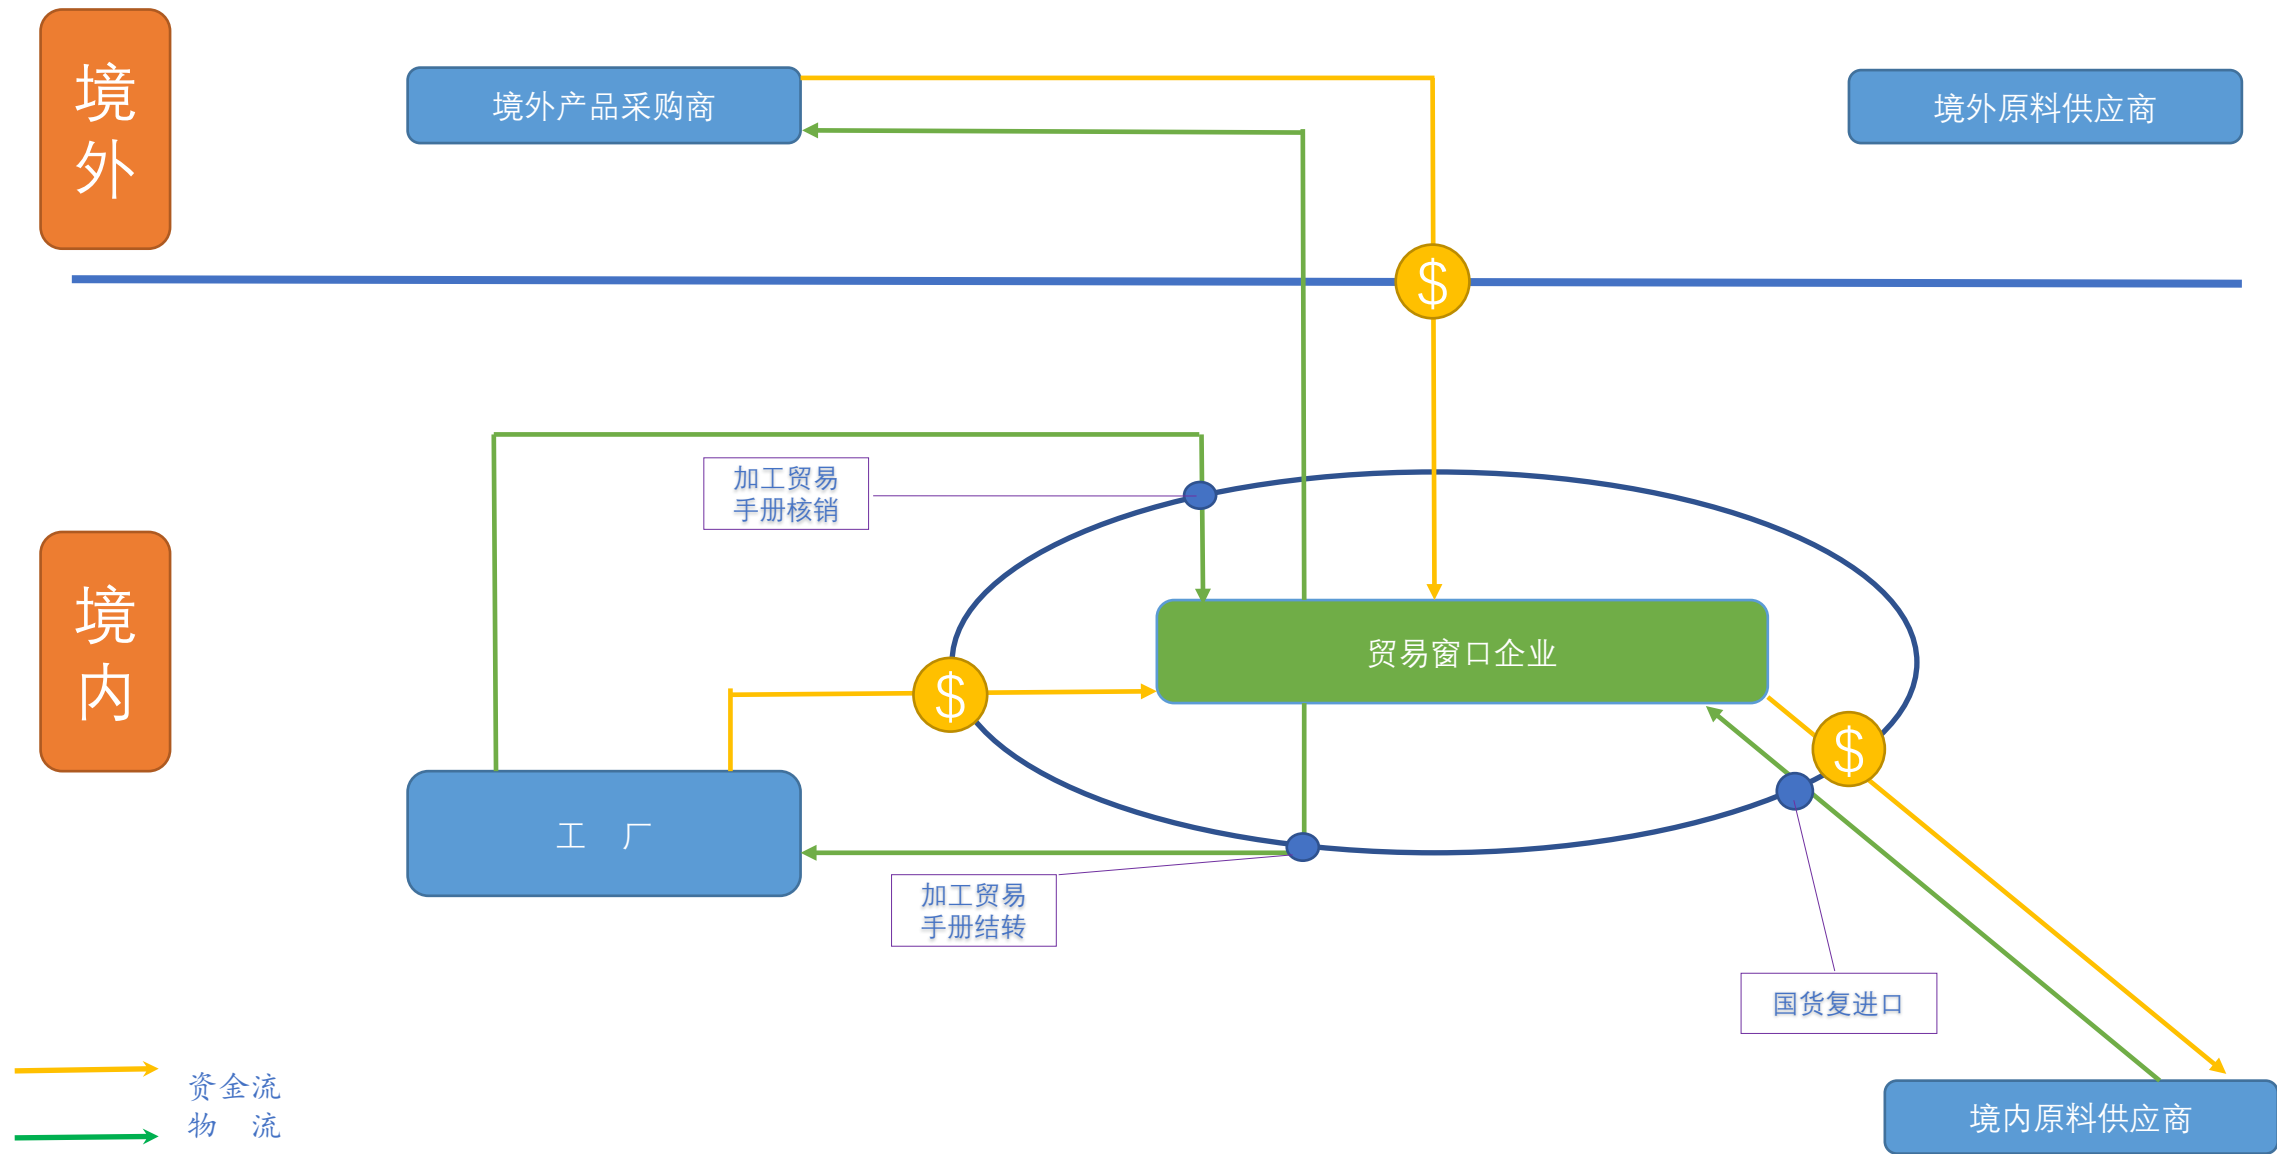 境
外
境外产品采购商
境外原料供应商
$
加工贸易
手册核销
境
内
贸易窗口企业
$
$
工 厂
加工贸易
手册结转
国货复进口
资金流
物 流
境内原料供应商